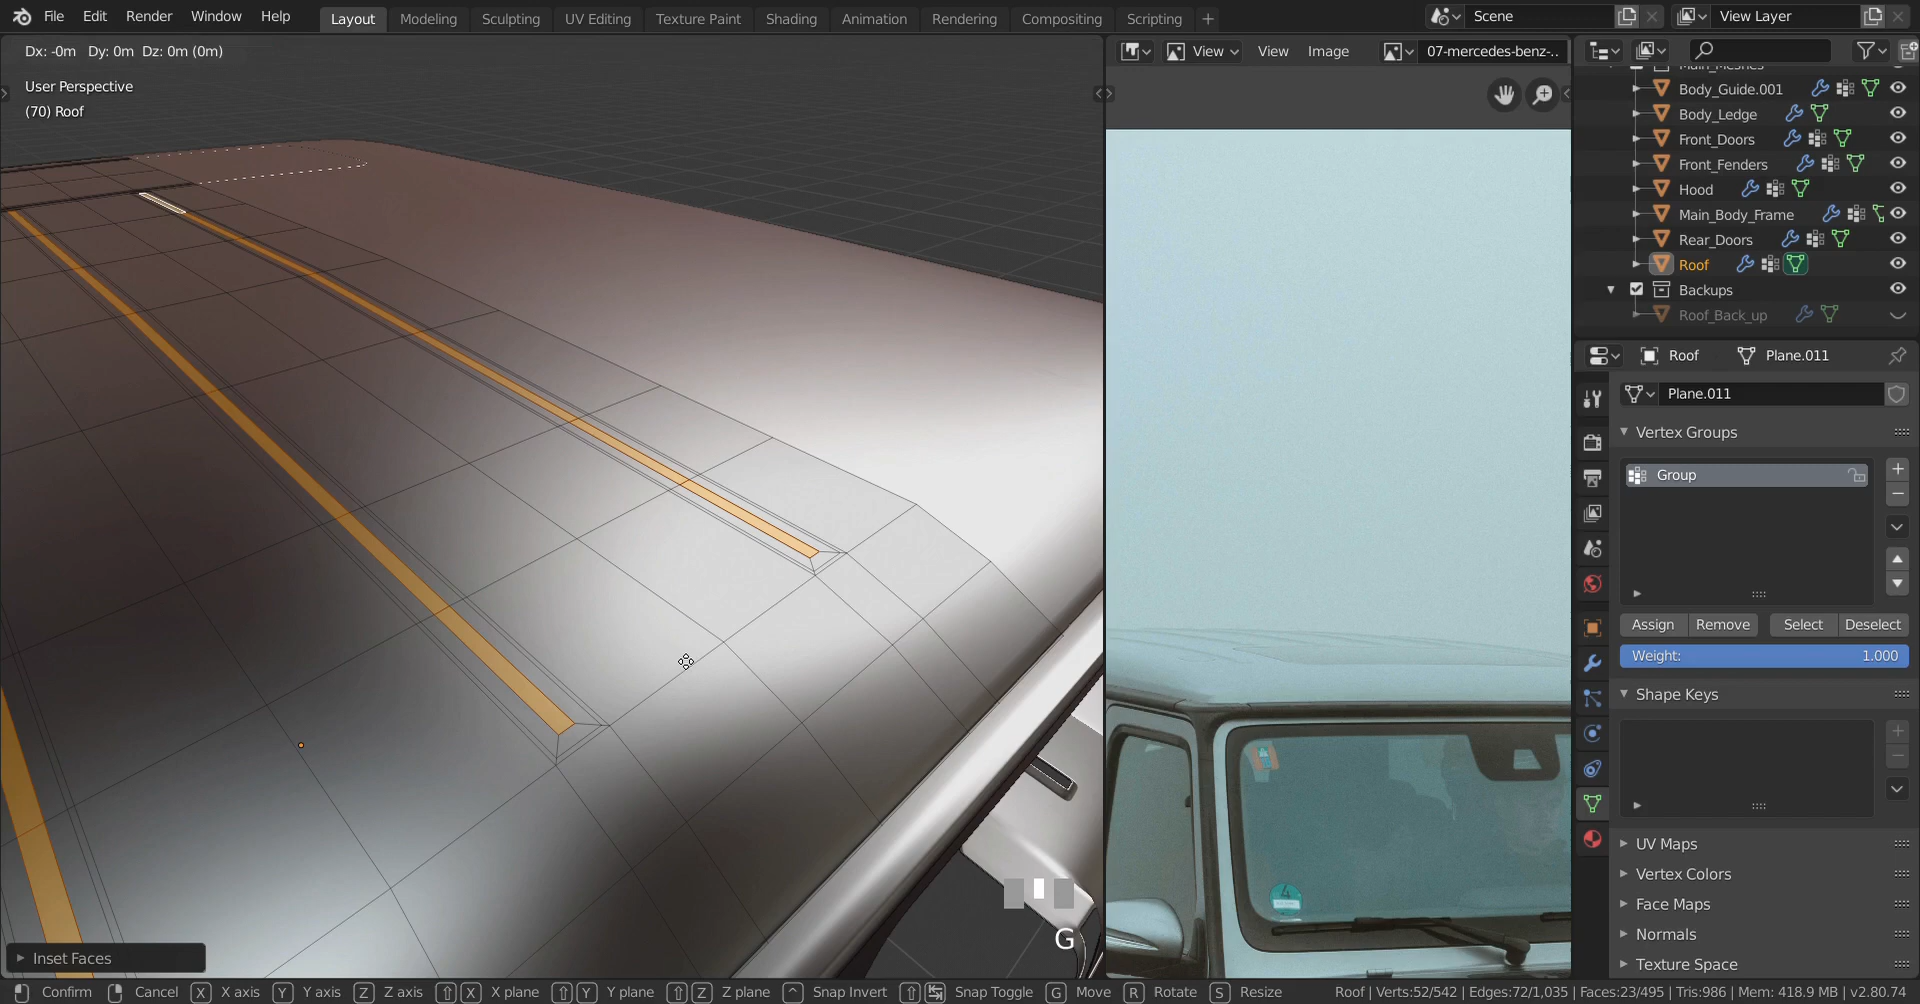 File Edit Render Window Help Layout Modeling Sculpting UV Editing Texture Paint Shading Animation Rendering Compositing Scripting + Scene View Layer
Dx: -0m Dy: 0m Dz: 0m (0m)
User Perspective
(70) Roof
View View Image 07-mercedes-benz-..
Body_Guide.001
Body_Ledge
Front_Doors
Front_Fenders
Hood
Main_Body_Frame
Rear_Doors
Roof
Backups
Roof_Back_up
Roof Plane.011
Plane.011
Vertex Groups
Group
Assign Remove Select Deselect
Weight: 1.000
Shape Keys
UV Maps
Vertex Colors
Face Maps
Normals
Texture Space
G
Inset Faces
Confirm Cancel X X axis Y Y axis Z Z axis X X plane Y Y plane Z Z plane ^ Snap Invert Snap Toggle G Move R Rotate S Resize Roof | Verts:52/542 | Edges:72/1,035 | Faces:23/495 | Tris:986 | Mem: 418.9 MB | v2.80.74